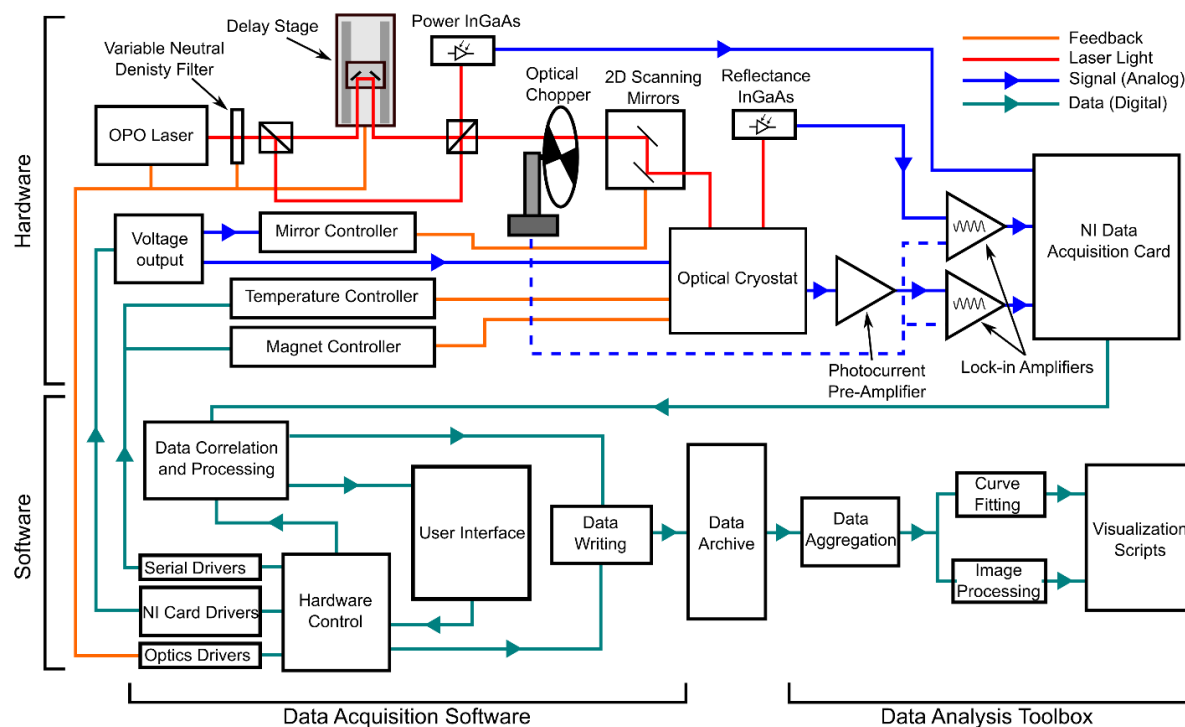 Hardware
Delay Stage
Power InGaAs
Variable Neutral
Denisty Filter
Optical
Chopper
2D Scanning
Mirrors
Reflectance
InGaAs
Feedback
Laser Light
Signal (Analog)
Data (Digital)
OPO Laser
Voltage
output
Mirror Controller
Temperature Controller
Magnet Controller
Optical Cryostat
NI Data
Acquisition Card
Photocurrent
Pre-Amplifier
Lock-in Amplifiers
Software
Data Correlation
and Processing
User Interface
Data
Writing
Data
Archive
Data
Aggregation
Curve
Fitting
Image
Processing
Visualization
Scripts
Serial Drivers
NI Card Drivers
Optics Drivers
Hardware
Control
Data Acquisition Software
Data Analysis Toolbox